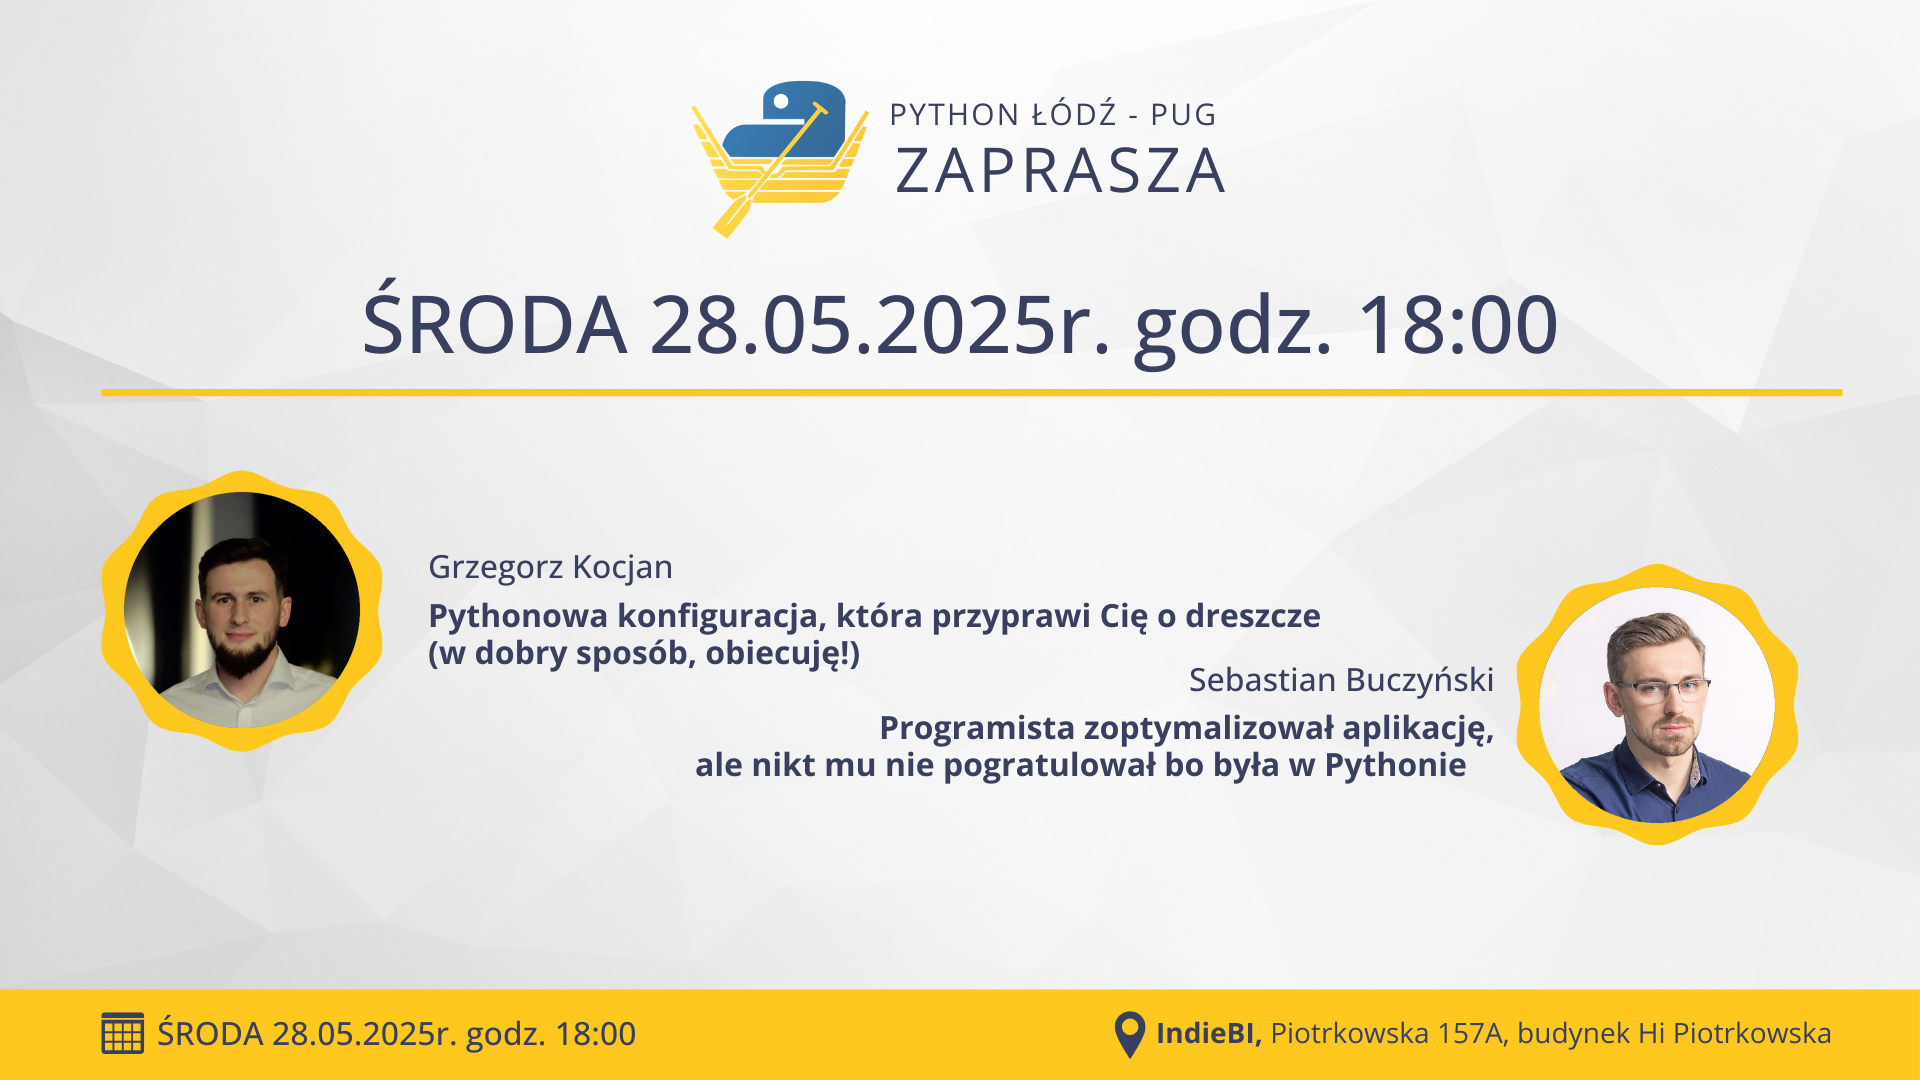 PYTHON ŁÓDŹ - PUG
ZAPRASZA
ŚRODA 28.05.2025r. godz. 18:00
Grzegorz Kocjan
Pythonowa konfiguracja, która przyprawi Cię o dreszcze
(w dobry sposób, obiecuję!)
Sebastian Buczyński
Programista zoptymalizował aplikację,
ale nikt mu nie pogratulował bo była w Pythonie
ŚRODA 28.05.2025r. godz. 18:00
IndieBI, Piotrkowska 157A, budynek Hi Piotrkowska